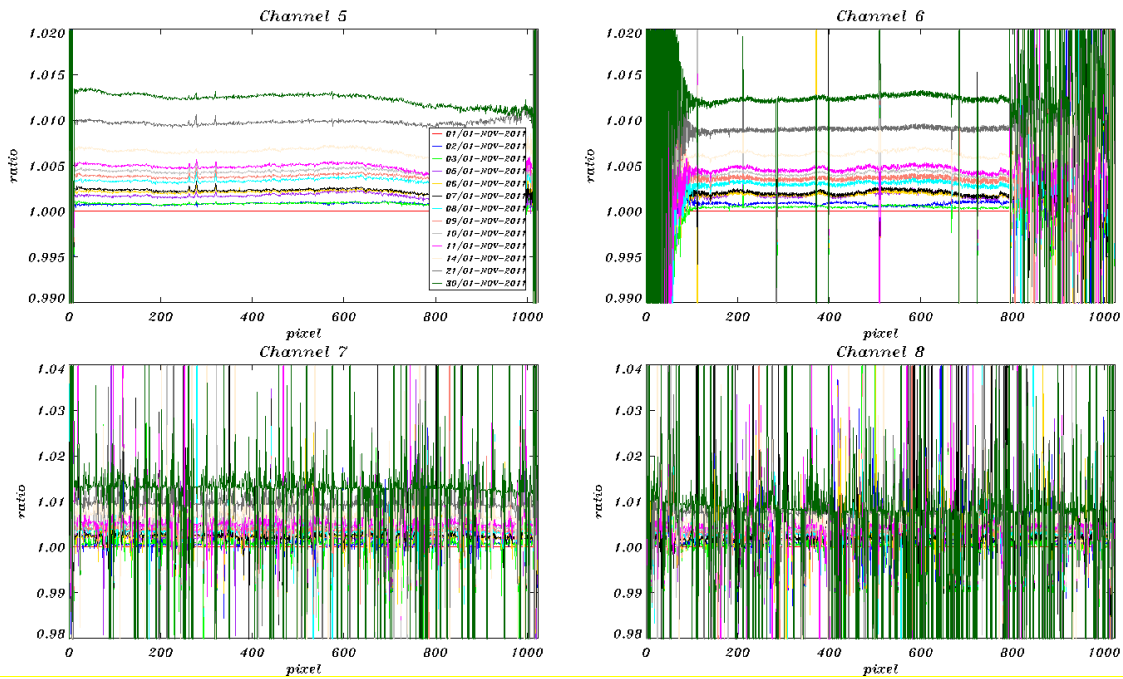 Channel 5
1.020
1.015
1.010
1.005
1.000
0.995
0.990
ratio
0 200 400 600 800 1000
pixel
01/01-NOV-2011
02/01-NOV-2011
03/01-NOV-2011
05/01-NOV-2011
06/01-NOV-2011
07/01-NOV-2011
08/01-NOV-2011
09/01-NOV-2011
10/01-NOV-2011
11/01-NOV-2011
14/01-NOV-2011
21/01-NOV-2011
30/01-NOV-2011
Channel 6
1.020
1.015
1.010
1.005
1.000
0.995
0.990
ratio
0 200 400 600 800 1000
pixel
Channel 7
1.04
1.03
1.02
1.01
1.00
0.99
0.98
ratio
0 200 400 600 800 1000
pixel
Channel 8
1.04
1.03
1.02
1.01
1.00
0.99
0.98
ratio
0 200 400 600 800 1000
pixel